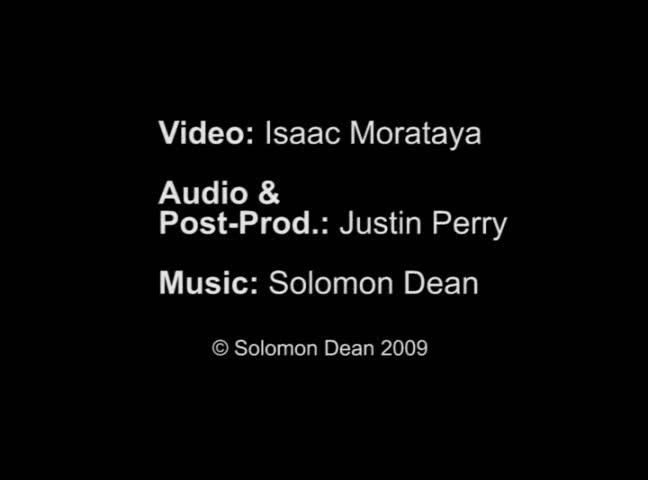 Video: Isaac Morataya
Audio &
Post-Prod.: Justin Perry
Music: Solomon Dean
© Solomon Dean 2009